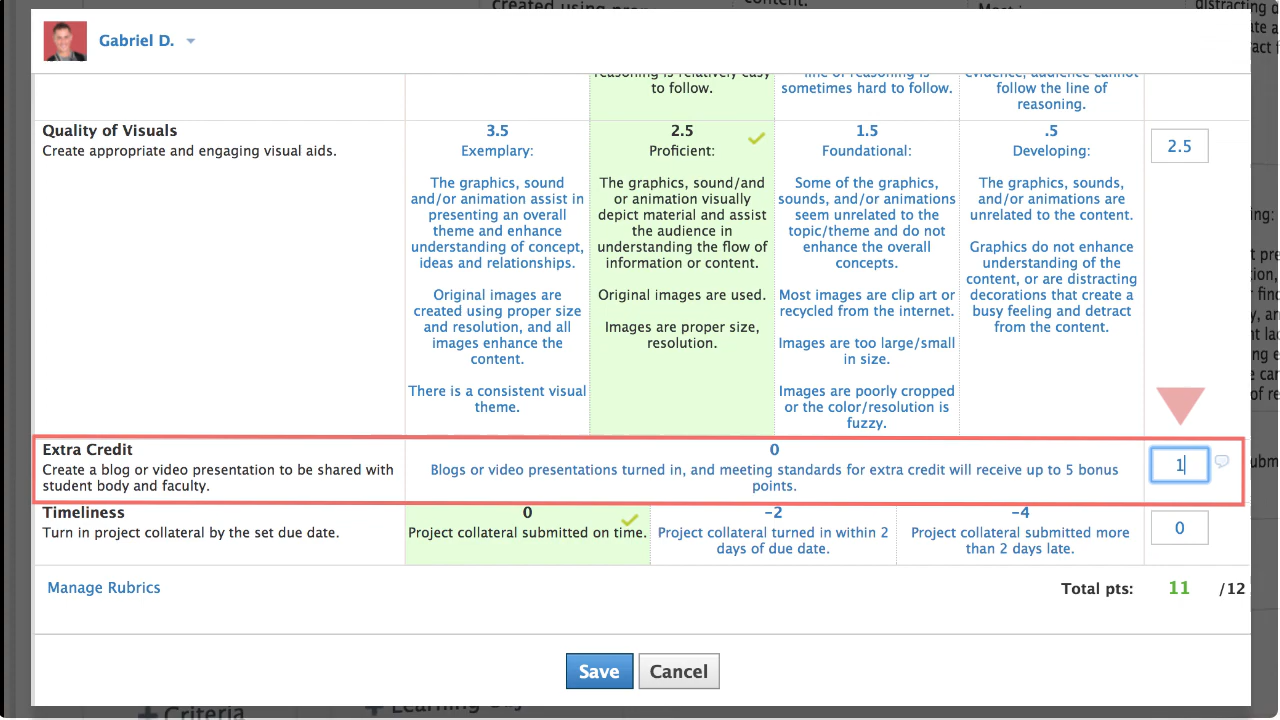 Gabriel D.
reasoning is relatively easy
to follow.
line of reasoning is
sometimes hard to follow.
evidence, audience cannot
follow the line of
reasoning.
Quality of Visuals
Create appropriate and engaging visual aids.
3.5
Exemplary:
The graphics, sound
and/or animation assist in
presenting an overall
theme and enhance
understanding of concept,
ideas and relationships.
Original images are
created using proper size
and resolution, and all
images enhance the
content.
There is a consistent visual
theme.
2.5
Proficient:
The graphics, sound/and
or animation visually
depict material and assist
the audience in
understanding the flow of
information or content.
Original images are used.
Images are proper size,
resolution.
1.5
Foundational:
Some of the graphics,
sounds, and/or animations
seem unrelated to the
topic/theme and do not
enhance the overall
concepts.
Most images are clip art or
recycled from the internet.
Images are too large/small
in size.
Images are poorly cropped
or the color/resolution is
fuzzy.
.5
Developing:
The graphics, sounds,
and/or animations are
unrelated to the content.
Graphics do not enhance
understanding of the
content, or are distracting
decorations that create a
busy feeling and detract
from the content.
2.5
Extra Credit
Create a blog or video presentation to be shared with
student body and faculty.
0
Blogs or video presentations turned in, and meeting standards for extra credit will receive up to 5 bonus
points.
1
Timeliness
Turn in project collateral by the set due date.
0
Project collateral submitted on time.
-2
Project collateral turned in within 2
days of due date.
-4
Project collateral submitted more
than 2 days late.
0
Manage Rubrics
Total pts: 11 /12
Save Cancel
Criteria